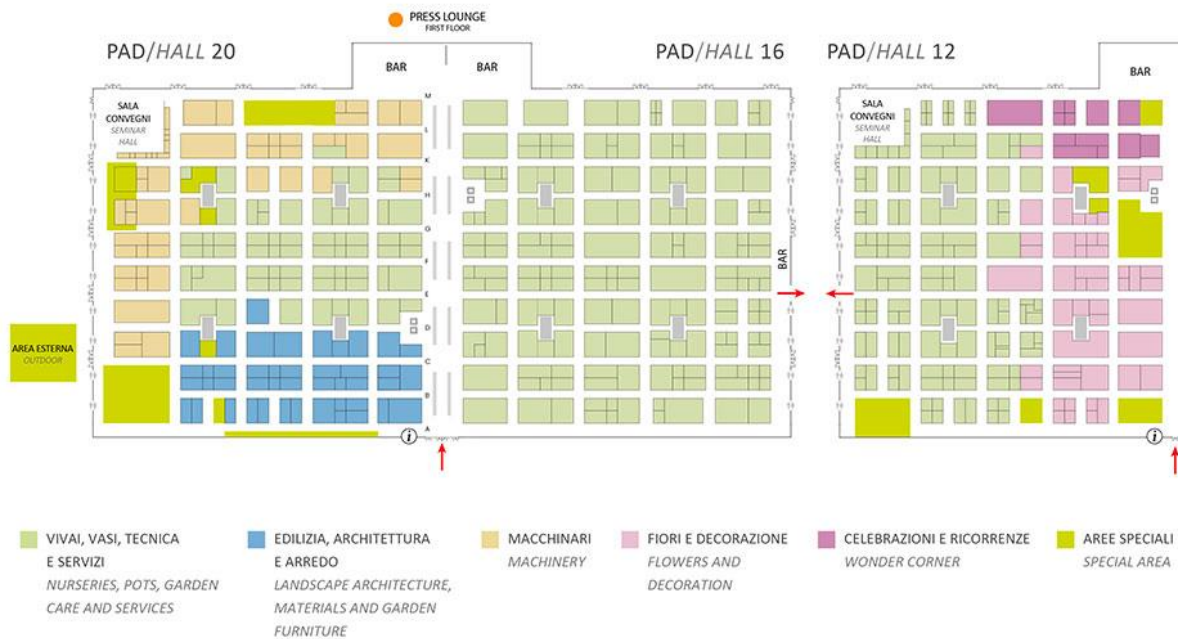 PRESS LOUNGE
FIRST FLOOR
PAD/HALL 20
PAD/HALL 16
PAD/HALL 12
BAR
BAR
BAR
SALA
CONVEGNI
SEMINAR
HALL
SALA
CONVEGNI
SEMINAR
HALL
M
L
K
H
G
F
E
D
C
B
A
BAR
AREA ESTERNA
OUTDOOR
i
i
VIVAI, VASI, TECNICA
E SERVIZI
NURSERIES, POTS, GARDEN
CARE AND SERVICES
EDILIZIA, ARCHITETTURA
E ARREDO
LANDSCAPE ARCHITECTURE,
MATERIALS AND GARDEN
FURNITURE
MACCHINARI
MACHINERY
FIORI E DECORAZIONE
FLOWERS AND
DECORATION
CELEBRAZIONI E RICORRENZE
WONDER CORNER
AREE SPECIALI
SPECIAL AREA